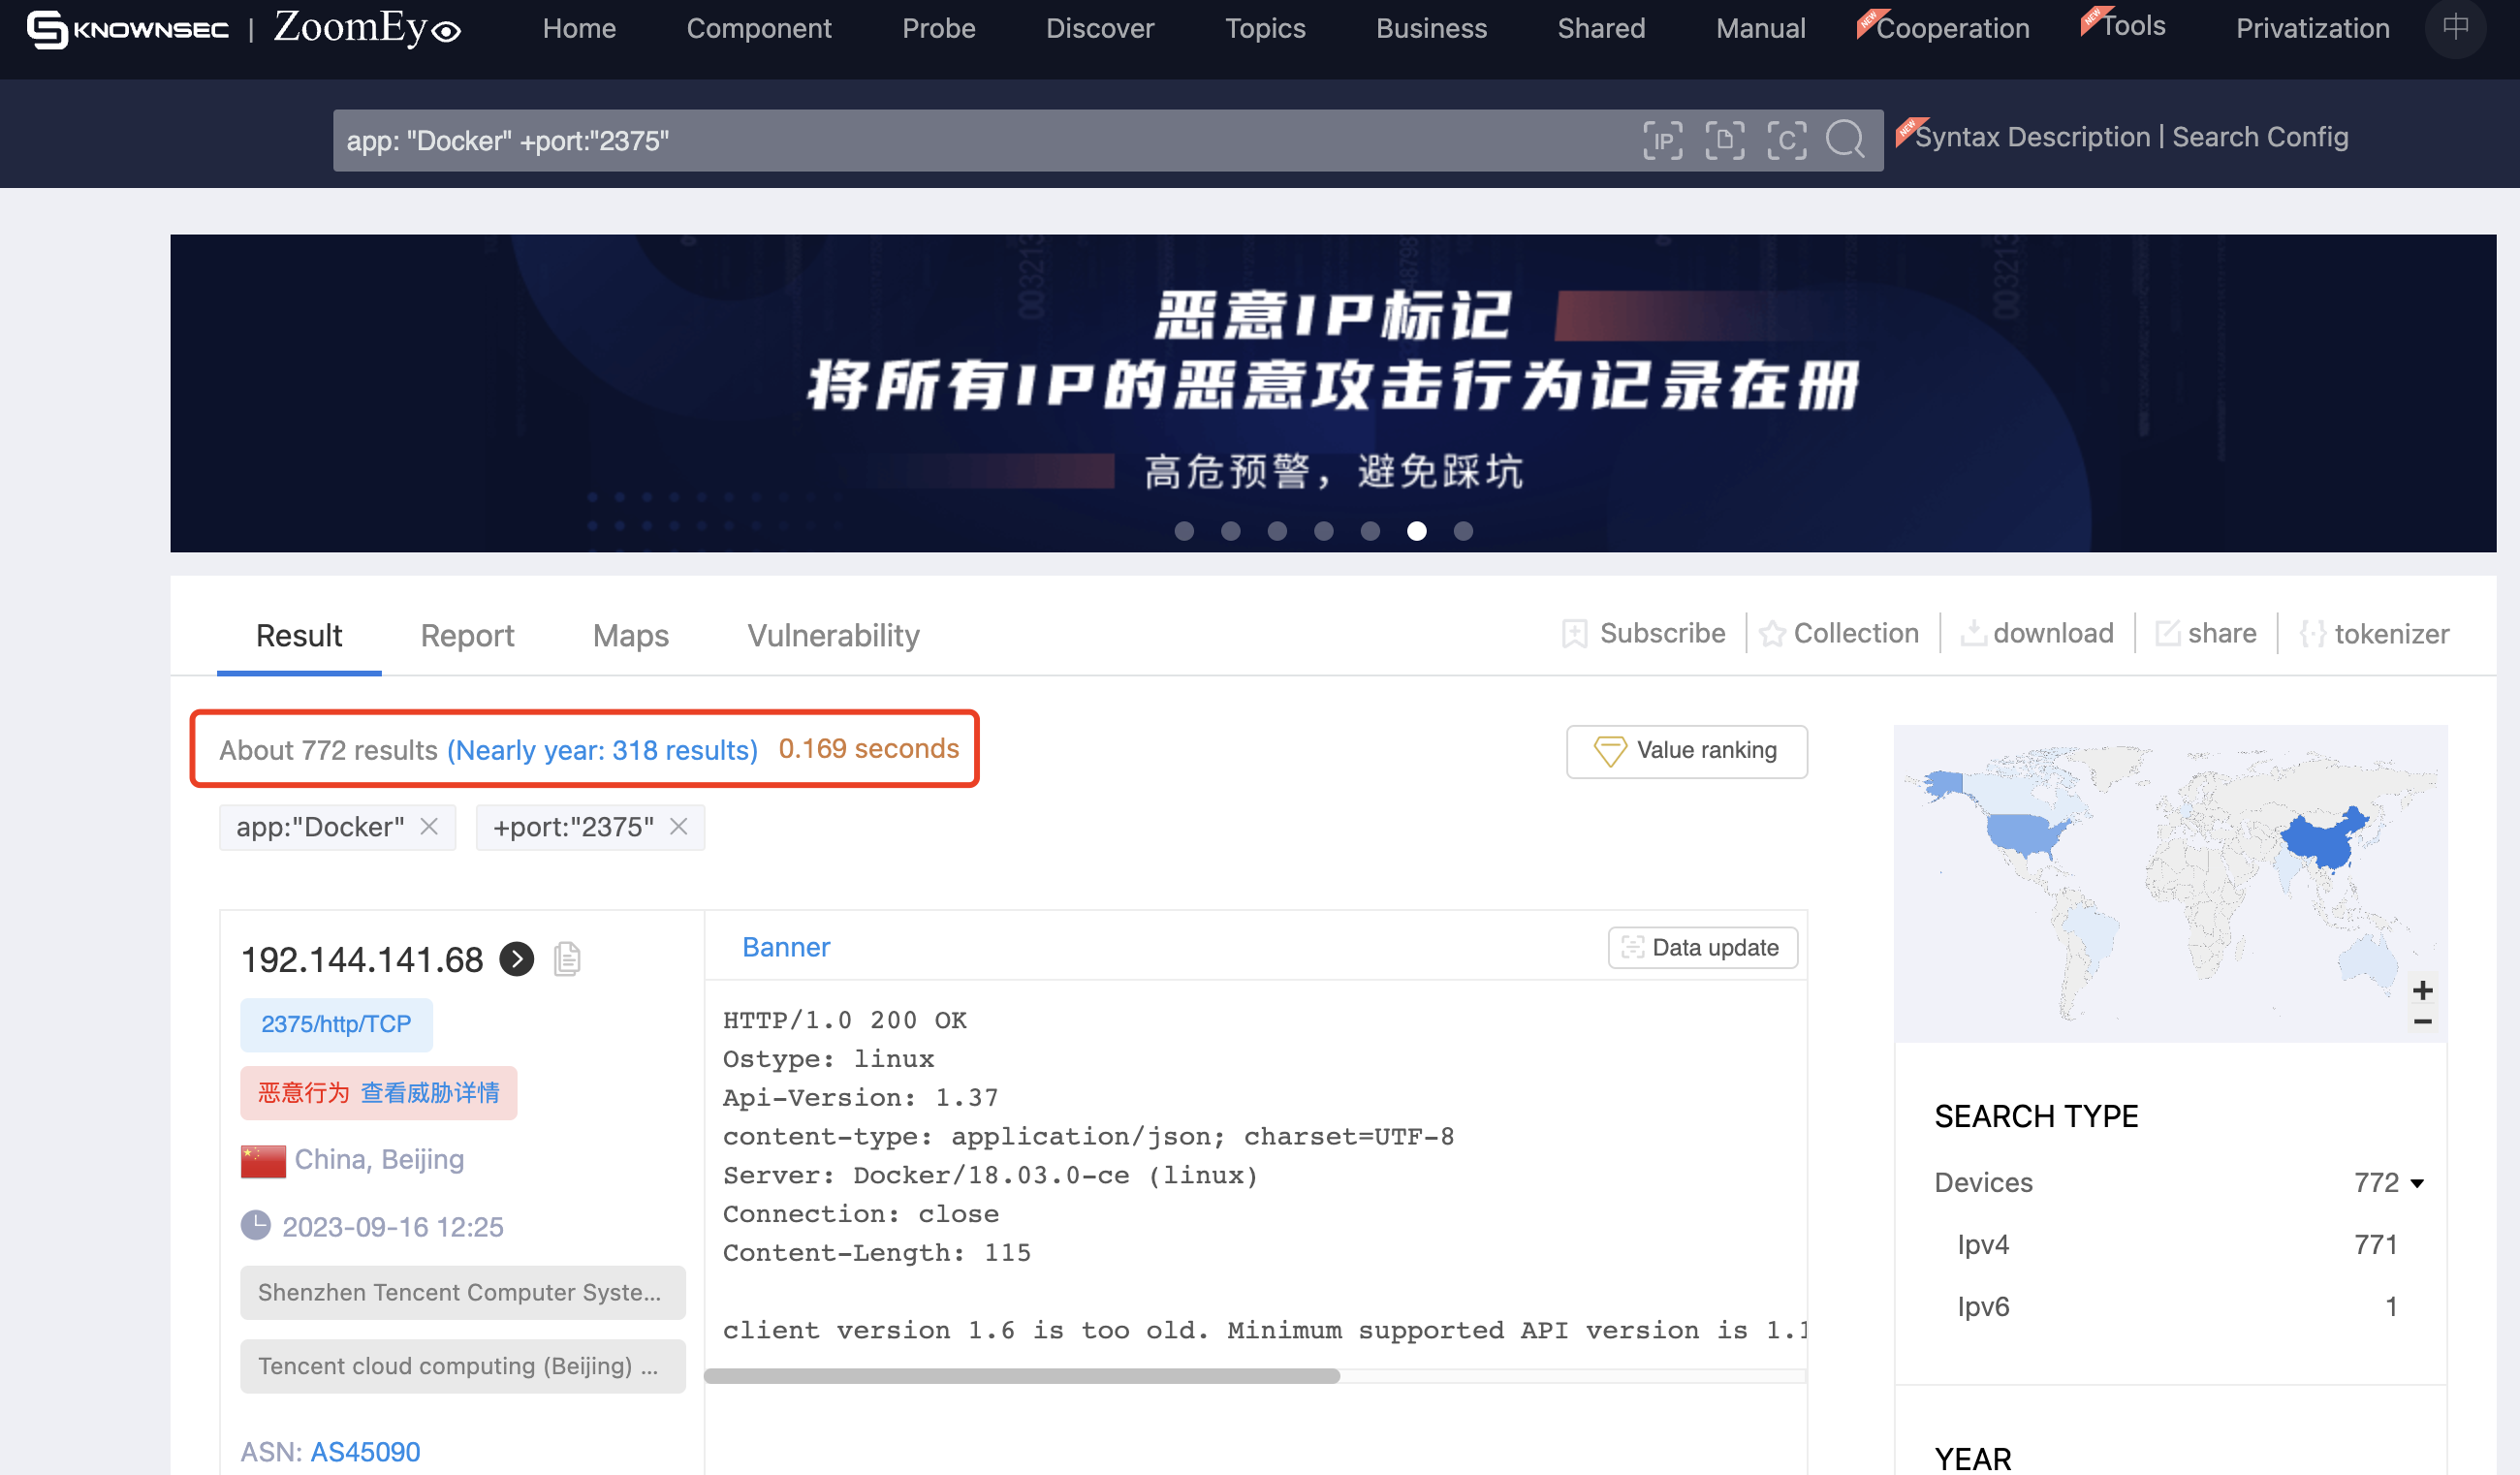 KNOWNSEC | ZoomEye
Home Component Probe Discover Topics Business Shared Manual NEW Cooperation NEW Tools Privatization 中
app: "Docker" +port:"2375"
IP C
NEW Syntax Description | Search Config
恶意IP标记
将所有IP的恶意攻击行为记录在册
高危预警，避免踩坑
Result Report Maps Vulnerability
Subscribe Collection download share tokenizer
About 772 results (Nearly year: 318 results) 0.169 seconds
Value ranking
app:"Docker" +port:"2375"
192.144.141.68
2375/http/TCP
恶意行为 查看威胁详情
China, Beijing
2023-09-16 12:25
Shenzhen Tencent Computer Syste...
Tencent cloud computing (Beijing) ...
ASN: AS45090
Banner
Data update
HTTP/1.0 200 OK
Ostype: linux
Api-Version: 1.37
content-type: application/json; charset=UTF-8
Server: Docker/18.03.0-ce (linux)
Connection: close
Content-Length: 115
client version 1.6 is too old. Minimum supported API version is 1.1
+
−
SEARCH TYPE
Devices 772
Ipv4 771
Ipv6 1
YEAR